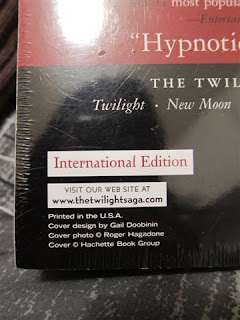 most popula
—Enterta
"Hypnotic
THE TWIL
Twilight · New Moon
International Edition
VISIT OUR WEB SITE AT
www.thetwilightsaga.com
Printed in the U.S.A.
Cover design by Gail Doobinin
Cover photo © Roger Hagadone
Cover © Hachette Book Group